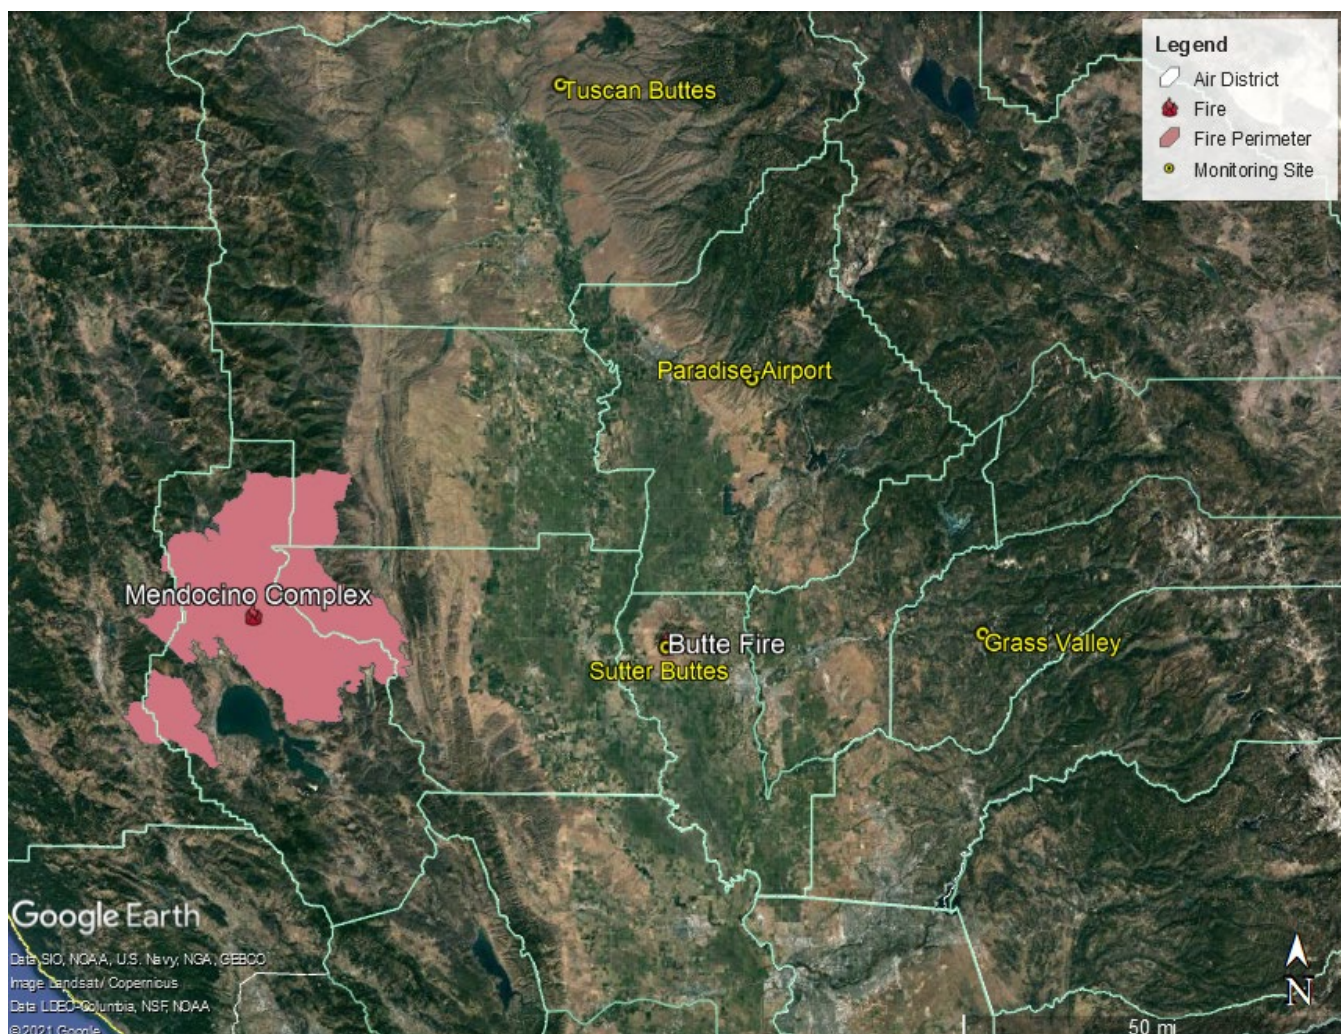 Legend
Air District
Fire
Fire Perimeter
Monitoring Site
Tuscan Buttes
Paradise Airport
Mendocino Complex
Butte Fire
Sutter Buttes
Grass Valley
Google Earth
Data SIO, NOAA, U.S. Navy, NGA, GEBCO
Image Landsat / Copernicus
Data LDEO-Columbia, NSF, NOAA
© 2021 Google
N
50 mi